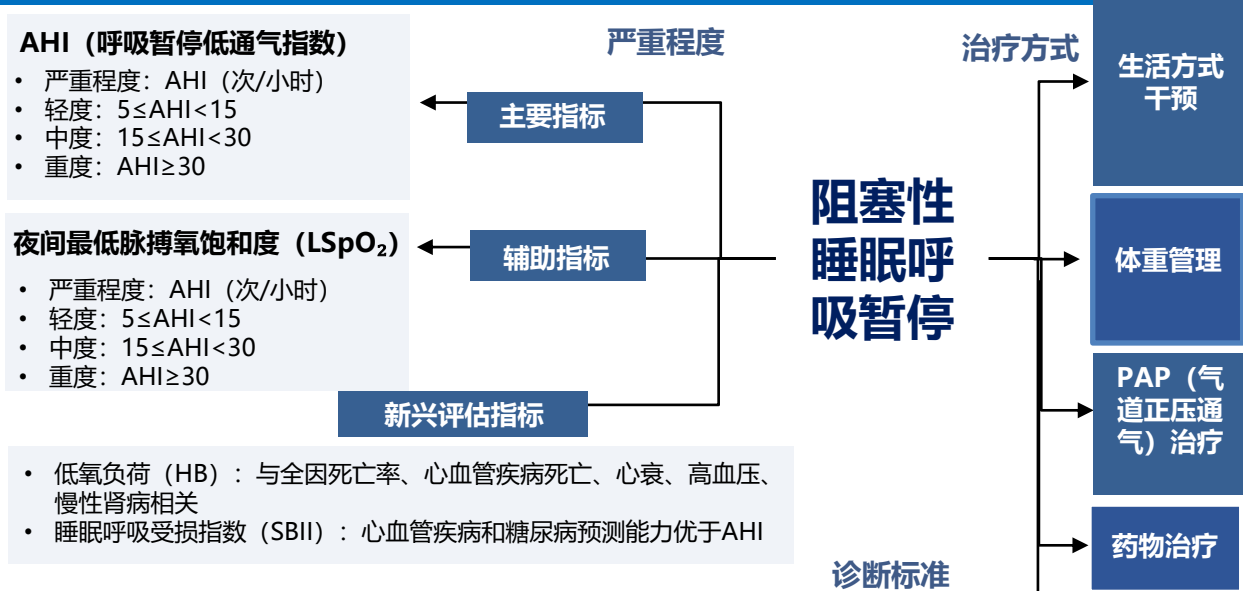 AHI（呼吸暂停低通气指数）
• 严重程度：AHI（次/小时）
• 轻度：5≤AHI<15
• 中度：15≤AHI<30
• 重度：AHI≥30
夜间最低脉搏氧饱和度（LSpO₂）
• 严重程度：AHI（次/小时）
• 轻度：5≤AHI<15
• 中度：15≤AHI<30
• 重度：AHI≥30
严重程度
主要指标
辅助指标
新兴评估指标
• 低氧负荷（HB）：与全因死亡率、心血管疾病死亡、心衰、高血压、
慢性肾病相关
• 睡眠呼吸受损指数（SBII）：心血管疾病和糖尿病预测能力优于AHI
阻塞性
睡眠呼
吸暂停
治疗方式
生活方式
干预
体重管理
PAP（气
道正压通
气）治疗
药物治疗
诊断标准